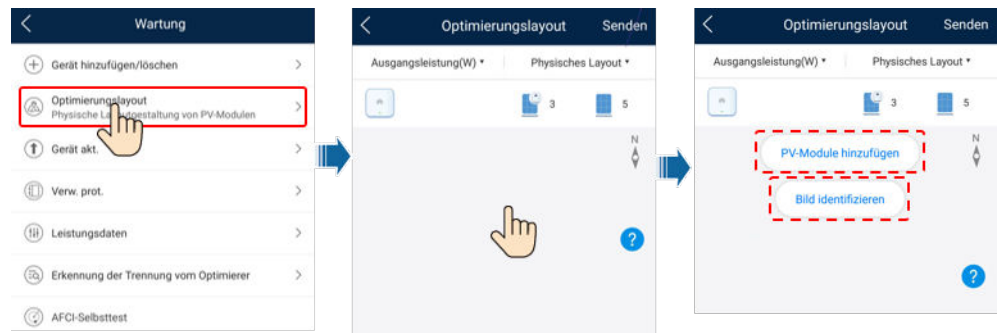 Wartung
Gerät hinzufügen/löschen
Optimierungslayout
Physische La utgestaltung von PV-Modulen
Gerät akt.
Verw. prot.
Leistungsdaten
Erkennung der Trennung vom Optimierer
AFCI-Selbsttest
Optimierungslayout Senden
Ausgangsleistung(W) Physisches Layout
3 5
N
?
Optimierungslayout Senden
Ausgangsleistung(W) Physisches Layout
3 5
N
PV-Module hinzufügen
Bild identifizieren
?